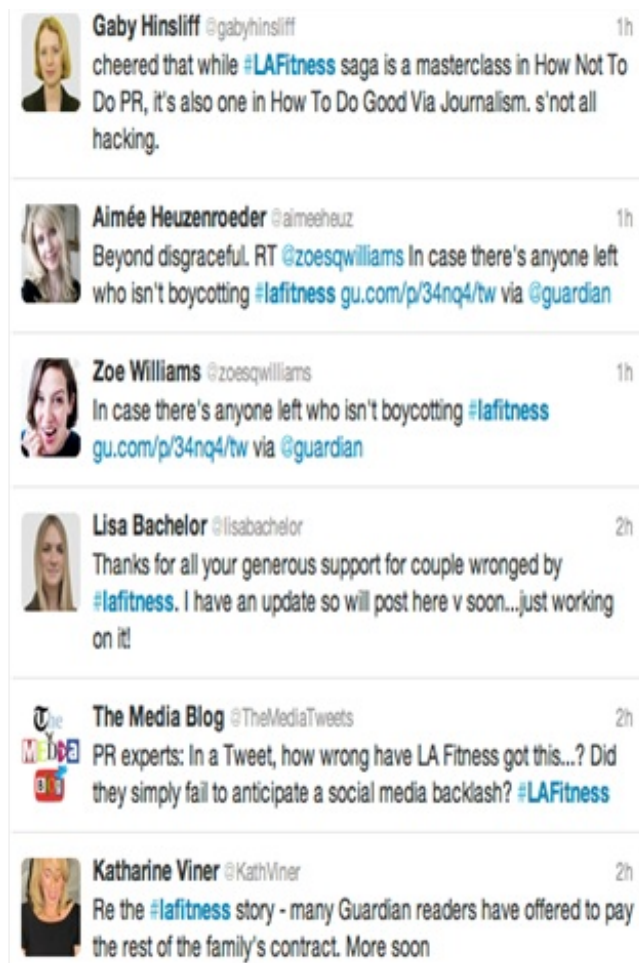 Gaby Hinsliff @gabyhinsliff 1h
cheered that while #LAFitness saga is a masterclass in How Not To
Do PR, it's also one in How To Do Good Via Journalism. s'not all
hacking.
Aimée Heuzenroeder @aimeeheuz 1h
Beyond disgraceful. RT @zoesqwilliams In case there's anyone left
who isn't boycotting #lafitness gu.com/p/34nq4/tw via @guardian
Zoe Williams @zoesqwilliams 1h
In case there's anyone left who isn't boycotting #lafitness
gu.com/p/34nq4/tw via @guardian
Lisa Bachelor @lisabachelor 2h
Thanks for all your generous support for couple wronged by
#lafitness. I have an update so will post here v soon...just working
on it!
The
MEDIA
BlOg
The Media Blog @TheMediaTweets 2h
PR experts: In a Tweet, how wrong have LA Fitness got this...? Did
they simply fail to anticipate a social media backlash? #LAFitness
Katharine Viner @KathViner 2h
Re the #lafitness story - many Guardian readers have offered to pay
the rest of the family's contract. More soon